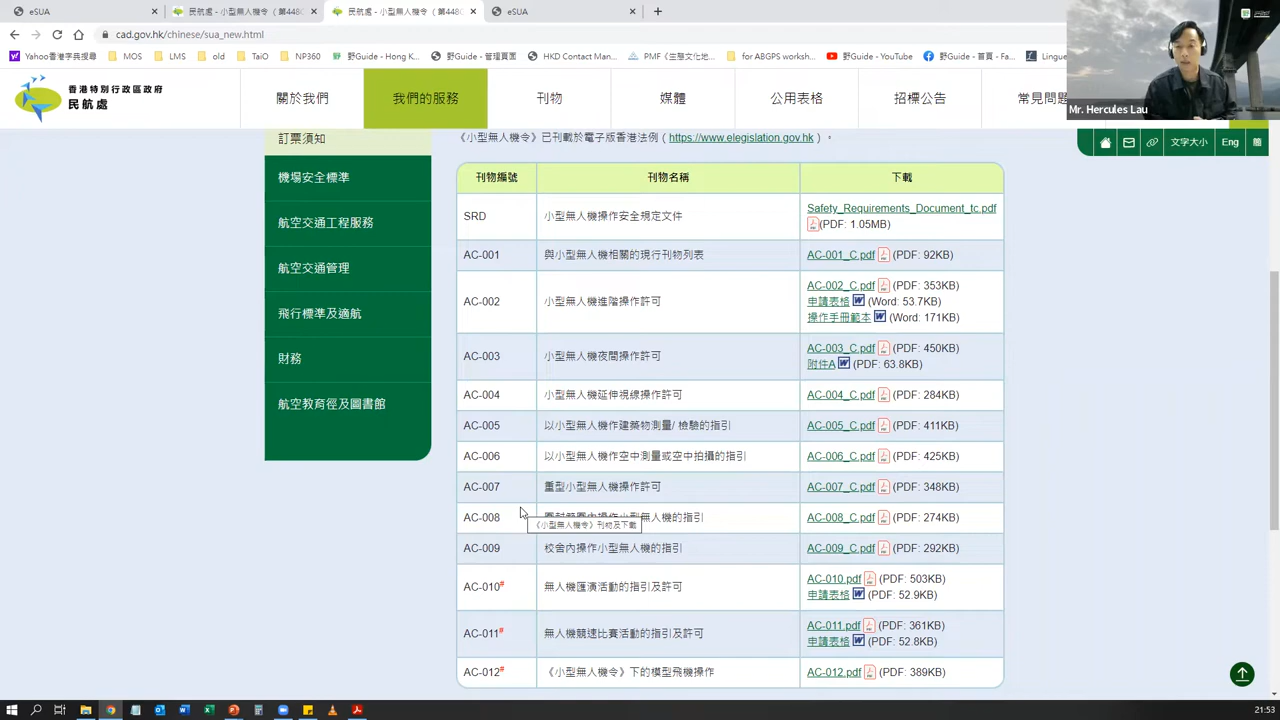 eSUA
民航處 - 小型無人機令（第448G
民航處 - 小型無人機令（第448G
eSUA
cad.gov.hk/chinese/sua_new.html
Yahoo香港字典搜尋
MOS
LMS
old
TaiO
NP360
野Guide - Hong K...
野Guide - 管理頁面
HKD Contact Man...
PMF《生態文化地...
for ABGPS worksh...
野Guide - YouTube
野Guide - 首頁 - Fa...
Lingue
Mr. Hercules Lau
香港特別行政區政府
民航處
關於我們
我們的服務
刊物
媒體
公用表格
招標公告
常見問題
文字大小
Eng
簡
訂票須知
機場安全標準
航空交通工程服務
航空交通管理
飛行標準及適航
財務
航空教育徑及圖書館
《小型無人機令》已刊載於電子版香港法例（https://www.elegislation.gov.hk）。
刊物編號 刊物名稱 下載
SRD 小型無人機操作安全規定文件 Safety_Requirements_Document_tc.pdf
(PDF: 1.05MB)
AC-001 與小型無人機相關的現行刊物列表 AC-001_C.pdf (PDF: 92KB)
AC-002 小型無人機進階操作許可 AC-002_C.pdf (PDF: 353KB)
申請表格 (Word: 53.7KB)
操作手冊範本 (Word: 171KB)
AC-003 小型無人機夜間操作許可 AC-003_C.pdf (PDF: 450KB)
附件A (PDF: 63.8KB)
AC-004 小型無人機延伸視線操作許可 AC-004_C.pdf (PDF: 284KB)
AC-005 以小型無人機作建築物測量/ 檢驗的指引 AC-005_C.pdf (PDF: 411KB)
AC-006 以小型無人機作空中測量或空中拍攝的指引 AC-006_C.pdf (PDF: 425KB)
AC-007 重型小型無人機操作許可 AC-007_C.pdf (PDF: 348KB)
AC-008 無人機的指引 AC-008_C.pdf (PDF: 274KB)
《小型無人機令》刊物及下載
AC-009 校舍內操作小型無人機的指引 AC-009_C.pdf (PDF: 292KB)
AC-010# 無人機匯演活動的指引及許可 AC-010.pdf (PDF: 503KB)
申請表格 (Word: 52.9KB)
AC-011# 無人機競速比賽活動的指引及許可 AC-011.pdf (PDF: 361KB)
申請表格 (Word: 52.8KB)
AC-012# 《小型無人機令》下的模型飛機操作 AC-012.pdf (PDF: 389KB)
21:53